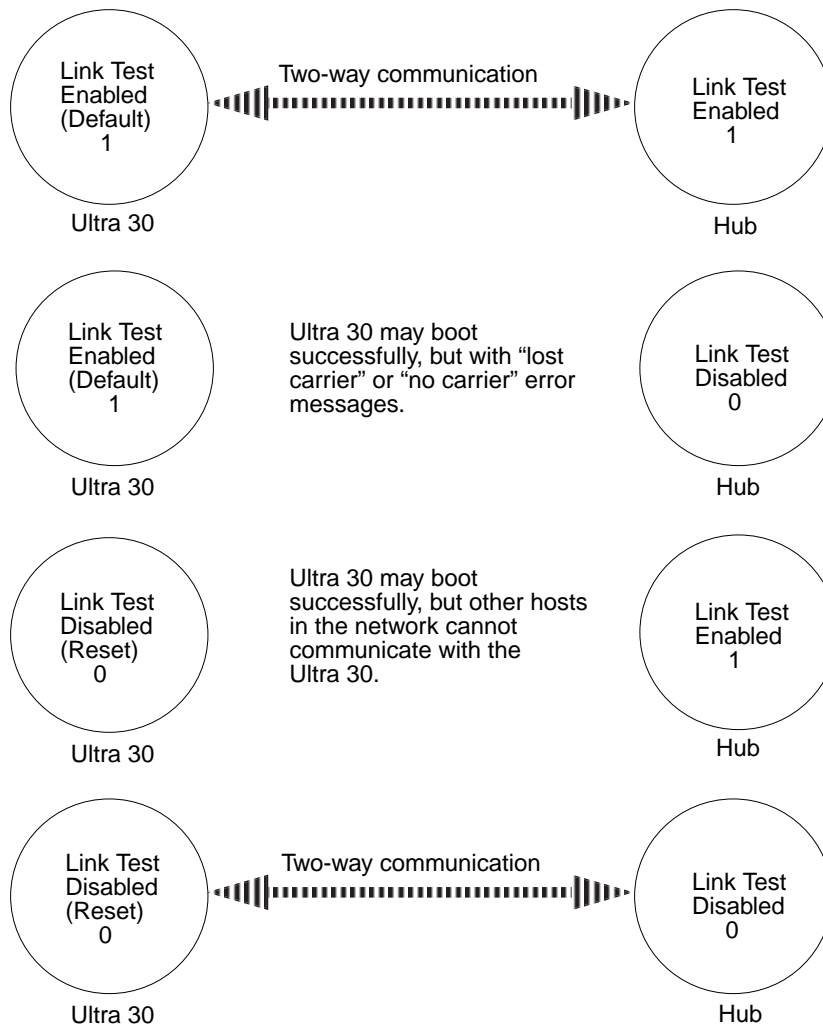 Link Test
Enabled
(Default)
1
Ultra 30
Two-way communication
Link Test
Enabled
1
Hub
Link Test
Enabled
(Default)
1
Ultra 30
Ultra 30 may boot
successfully, but with “lost
carrier” or “no carrier” error
messages.
Link Test
Disabled
0
Hub
Link Test
Disabled
(Reset)
0
Ultra 30
Ultra 30 may boot
successfully, but other hosts
in the network cannot
communicate with the
Ultra 30.
Link Test
Enabled
1
Hub
Link Test
Disabled
(Reset)
0
Ultra 30
Two-way communication
Link Test
Disabled
0
Hub